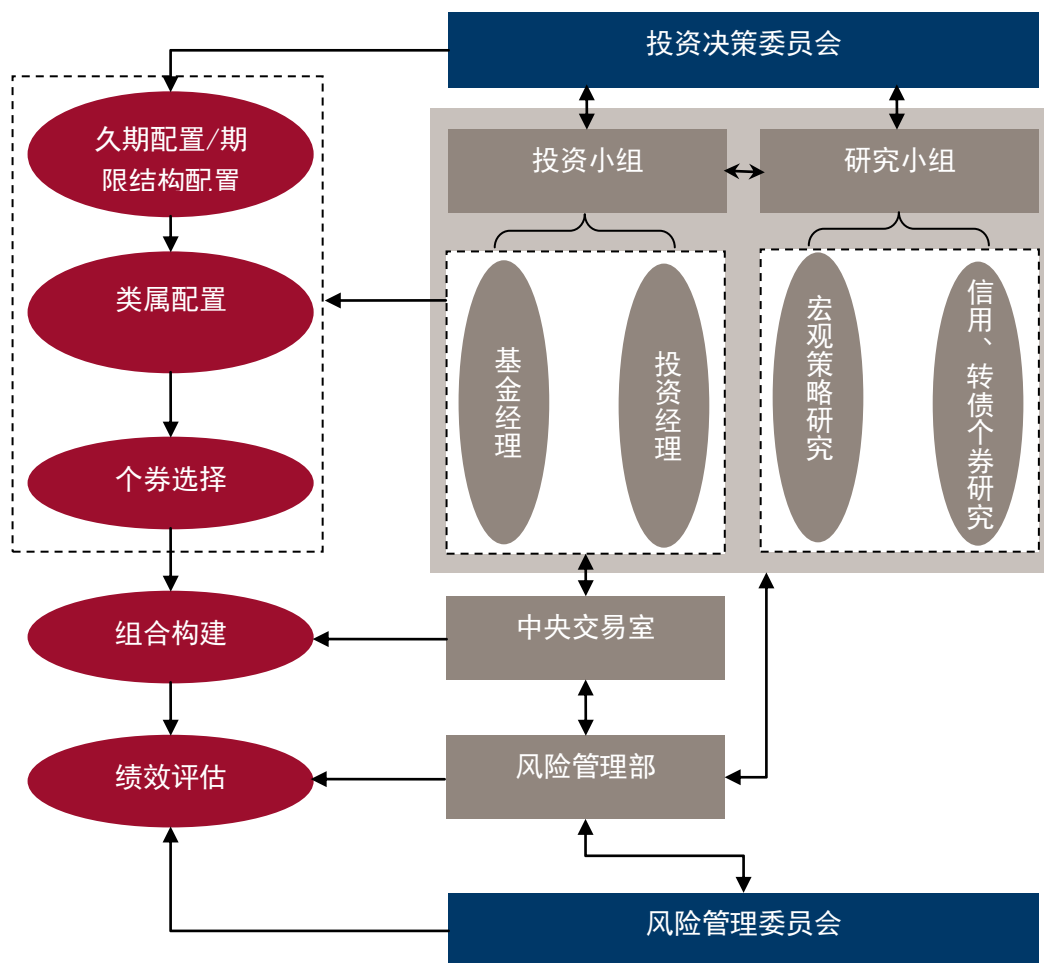 投资决策委员会
久期配置/期
限结构配置
投资小组
研究小组
类属配置
基金经理
投资经理
宏观策略研究
信用、转债个券研究
个券选择
组合构建
中央交易室
绩效评估
风险管理部
风险管理委员会